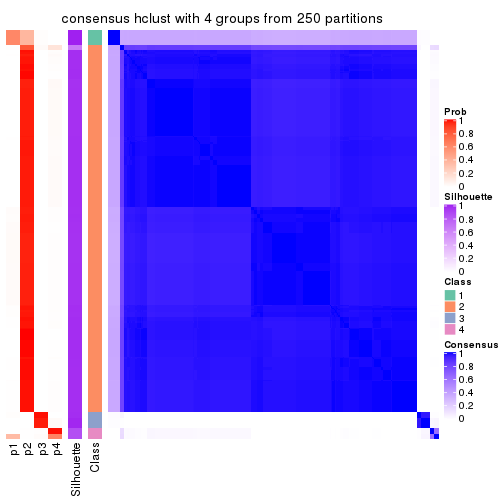 consensus hclust with 4 groups from 250 partitions
Prob
1
0.8
0.6
0.4
0.2
0
Silhouette
1
0.8
0.6
0.4
0.2
0
Class
1
2
3
4
Consensus
1
0.8
0.6
0.4
0.2
0
p1
p2
p3
p4
Silhouette
Class